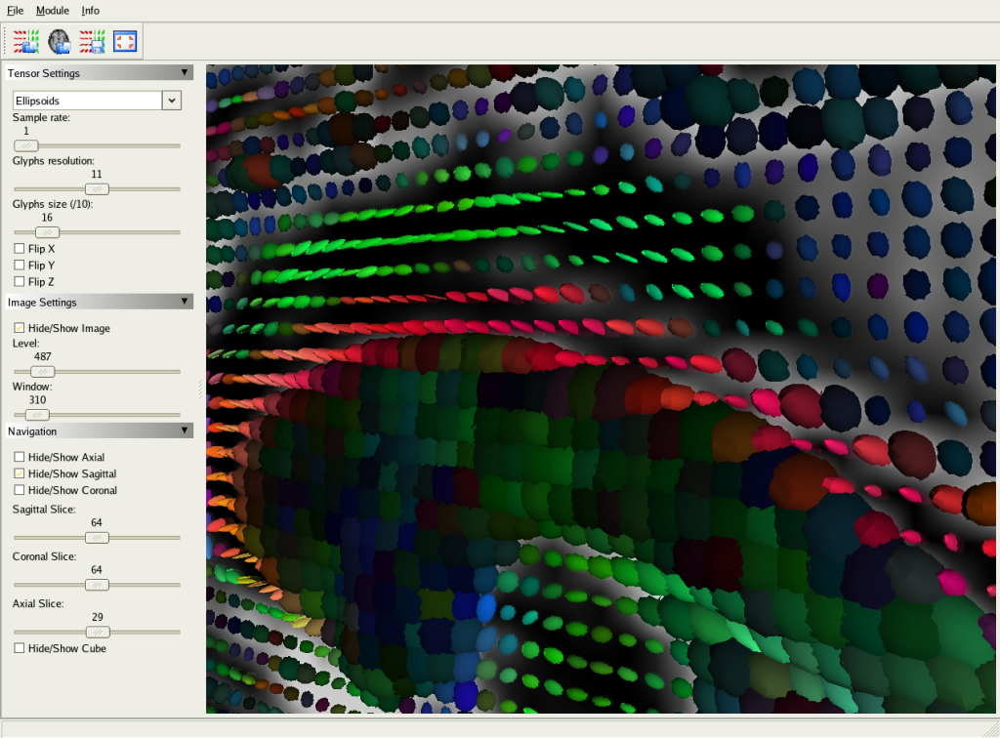 File Module Info
Tensor Settings
Ellipsoids
Sample rate:
1
Glyphs resolution:
11
Glyphs size (/10):
16
Flip X
Flip Y
Flip Z
Image Settings
Hide/Show Image
Level:
487
Window:
310
Navigation
Hide/Show Axial
Hide/Show Sagittal
Hide/Show Coronal
Sagittal Slice:
64
Coronal Slice:
64
Axial Slice:
29
Hide/Show Cube